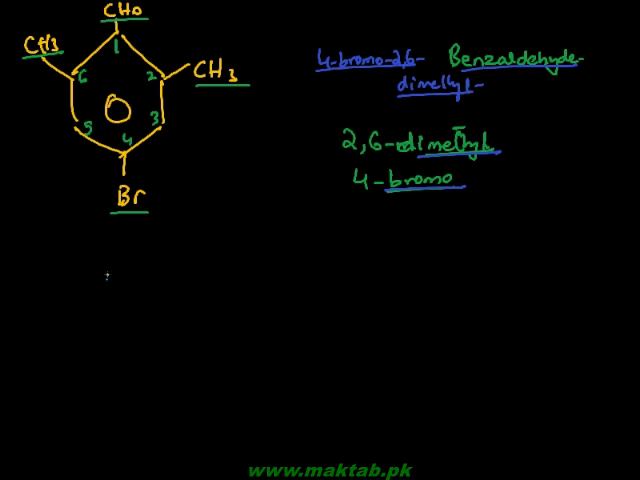 CHO
CH3
1
6
2
CH3
5
3
4
Br
4-bromo-2,6- Benzaldehyde-
dimethyl-
2,6-dimethyl
4-bromo
www.maktab.pk